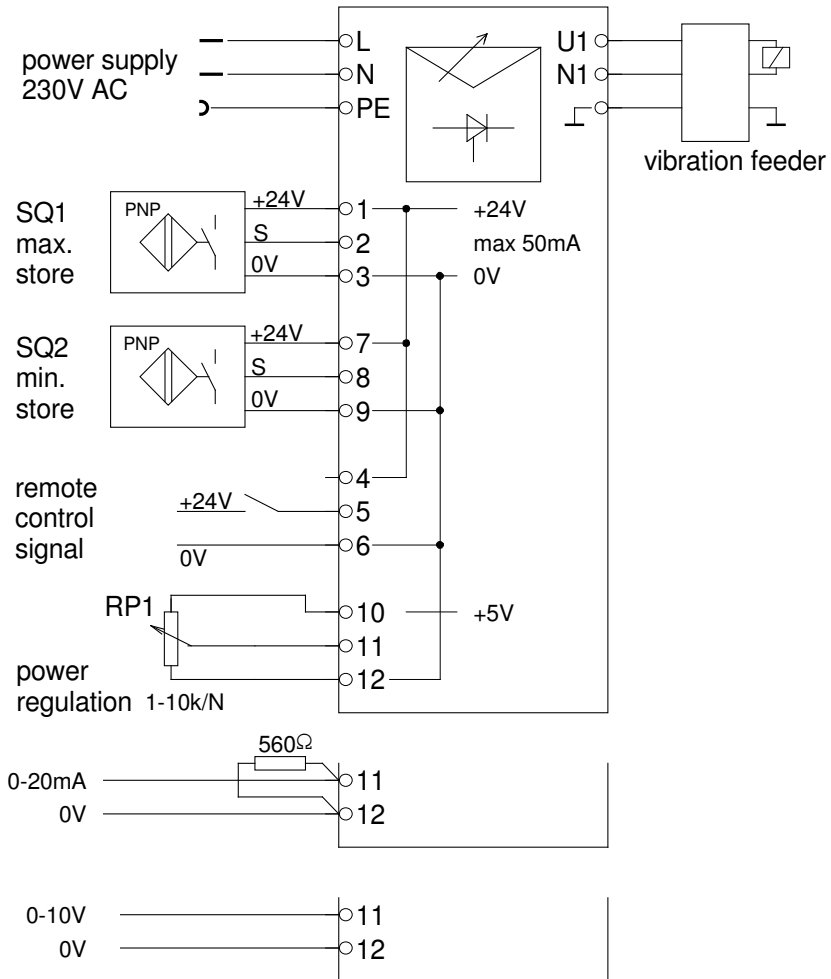 power supply
230V AC
L
N
PE
U1
N1
vibration feeder
SQ1
max.
store
PNP
+24V
S
0V
1
2
3
+24V
max 50mA
0V
SQ2
min.
store
PNP
+24V
S
0V
7
8
9
remote
control
signal
+24V
0V
4
5
6
RP1
power
regulation 1-10k/N
10
11
12
+5V
560Ω
0-20mA
0V
11
12
0-10V
0V
11
12